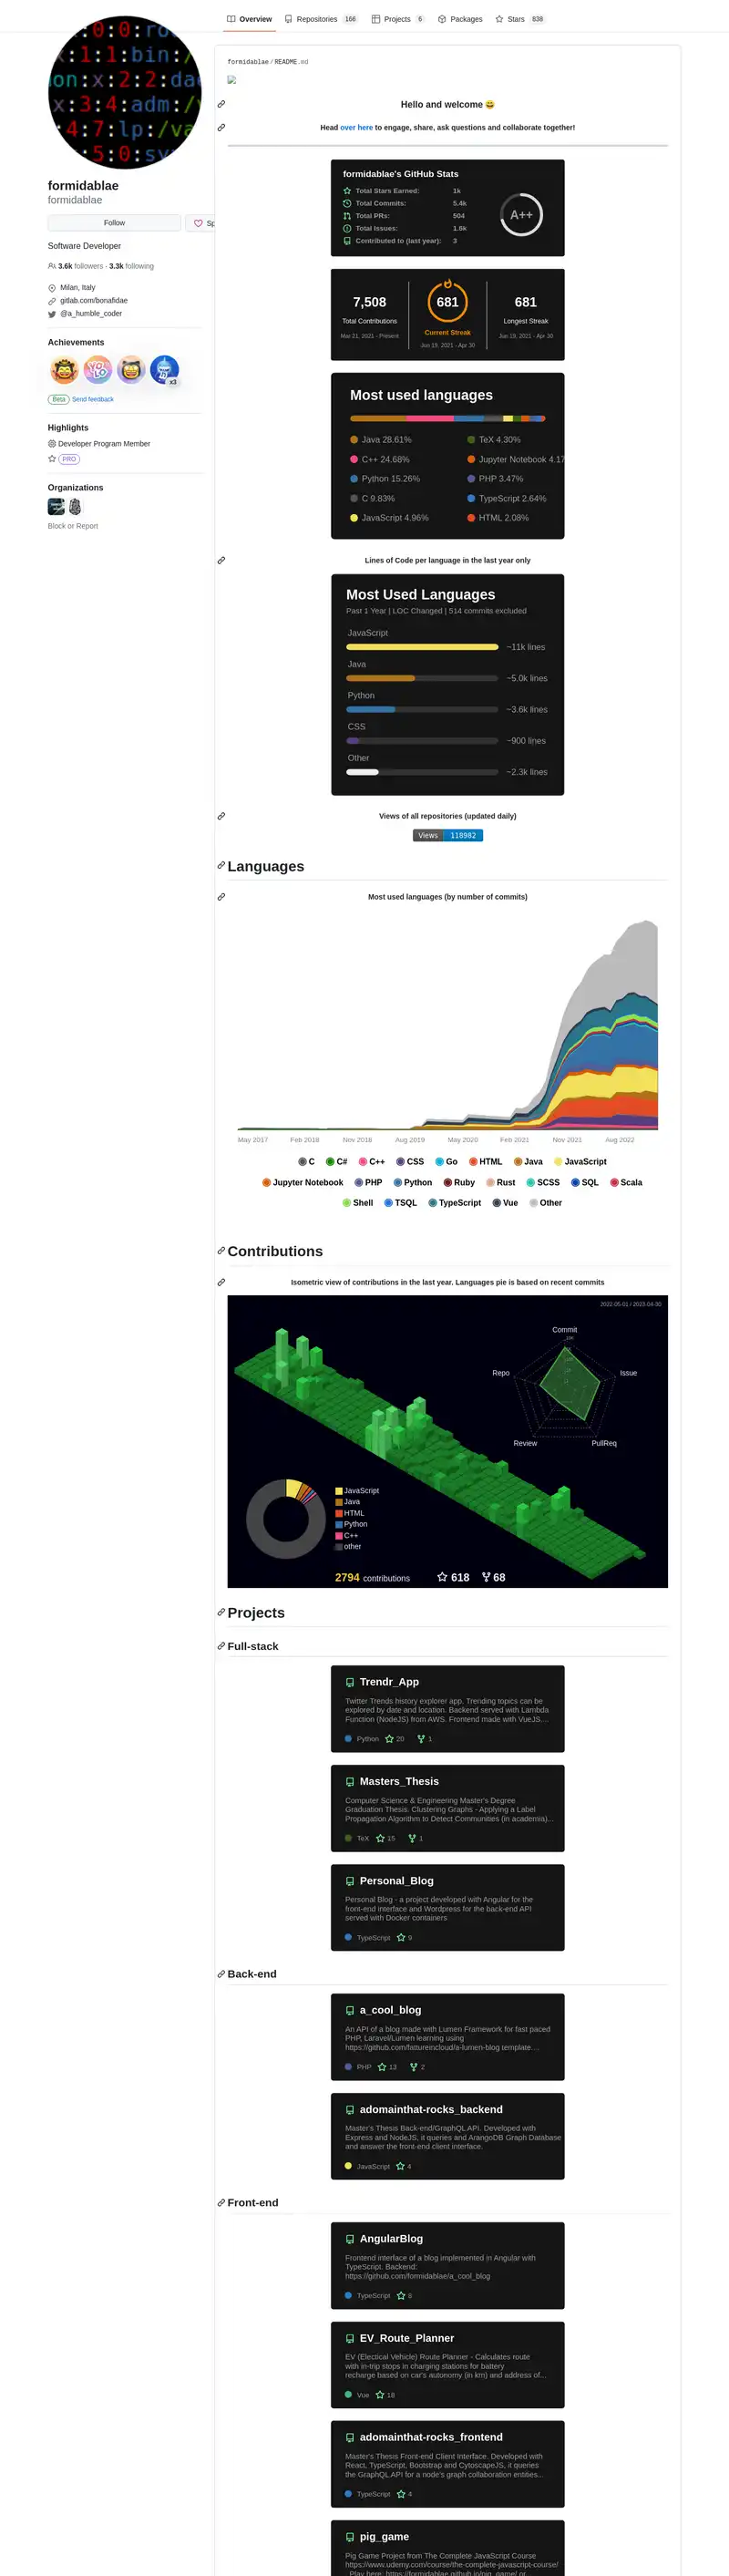 Overview Repositories 166 Projects 6 Packages Stars 838
formidablae
formidablae
Follow
Software Developer
3.6k followers · 3.3k following
Milan, Italy
gitlab.com/bonafidae
@a_humble_coder
Achievements
x3
Beta Send feedback
Highlights
Developer Program Member
PRO
Organizations
Block or Report
formidablae/README.md
Hello and welcome 😄
Head over here to engage, share, ask questions and collaborate together!
formidablae's GitHub Stats
Total Stars Earned: 1k
Total Commits: 5.4k
Total PRs: 504
Total Issues: 1.5k
Contributed to (last year): 3
A++
7,508 681 681
Total Contributions Current Streak Longest Streak
Mar 21, 2021 - Present Jun 19, 2021 - Apr 30 Jun 19, 2021 - Apr 30
Most used languages
Java 28.61% TeX 4.30%
C++ 24.68% Jupyter Notebook 4.17
Python 15.26% PHP 3.47%
C 9.83% TypeScript 2.64%
JavaScript 4.96% HTML 2.08%
Lines of Code per language in the last year only
Most Used Languages
Past 1 Year | LOC Changed | 514 commits excluded
JavaScript
~11k lines
Java
~5.0k lines
Python
~3.6k lines
CSS
~900 lines
Other
~2.3k lines
Views of all repositories (updated daily)
Views 118982
Languages
Most used languages (by number of commits)
May 2017 Feb 2018 Nov 2018 Aug 2019 May 2020 Feb 2021 Nov 2021 Aug 2022
C C# C++ CSS Go HTML Java JavaScript
Jupyter Notebook PHP Python Ruby Rust SCSS SQL Scala
Shell TSQL TypeScript Vue Other
Contributions
Isometric view of contributions in the last year. Languages pie is based on recent commits
2022-05-01 / 2023-04-30
Commit
Repo Issue
Review PullReq
JavaScript
Java
HTML
Python
C++
other
2794 contributions 618 68
Projects
Full-stack
Trendr_App
Twitter Trends history explorer app. Trending topics can be
explored by date and location. Backend served with Lambda
Function (NodeJS) from AWS. Frontend made with VueJS....
Python 20 1
Masters_Thesis
Computer Science & Engineering Master's Degree
Graduation Thesis. Clustering Graphs - Applying a Label
Propagation Algorithm to Detect Communities (in academia)...
TeX 15 1
Personal_Blog
Personal Blog - a project developed with Angular for the
front-end interface and Wordpress for the back-end API
served with Docker containers
TypeScript 9
Back-end
a_cool_blog
An API of a blog made with Lumen Framework for fast paced
PHP, Laravel/Lumen learning using
https://github.com/fattureincloud/a-lumen-blog template....
PHP 13 2
adomainthat-rocks_backend
Master's Thesis Back-end/GraphQL APi. Developed with
Express and NodeJS, it queries and ArangoDB Graph Database
and answer the front-end client interface.
JavaScript 4
Front-end
AngularBlog
Frontend interface of a blog implemented in Angular with
TypeScript. Backend:
https://github.com/formidablae/a_cool_blog
TypeScript 8
EV_Route_Planner
EV (Electical Vehicle) Route Planner - Calculates route
with in-trip stops in charging stations for battery
recharge based on car's autonomy (in km) and address of...
Vue 18
adomainthat-rocks_frontend
Master's Thesis Front-end Client Interface. Developed with
React, TypeScript, Bootstrap and CytoscapeJS, it queries
the GraphQL API for a node's graph collaboration entities...
TypeScript 4
pig_game
Pig Game Project from The Complete JavaScript Course
https://www.udemy.com/course/the-complete-javascript-course/
. Play here: https://formidablae.github.io/pig_game/ or